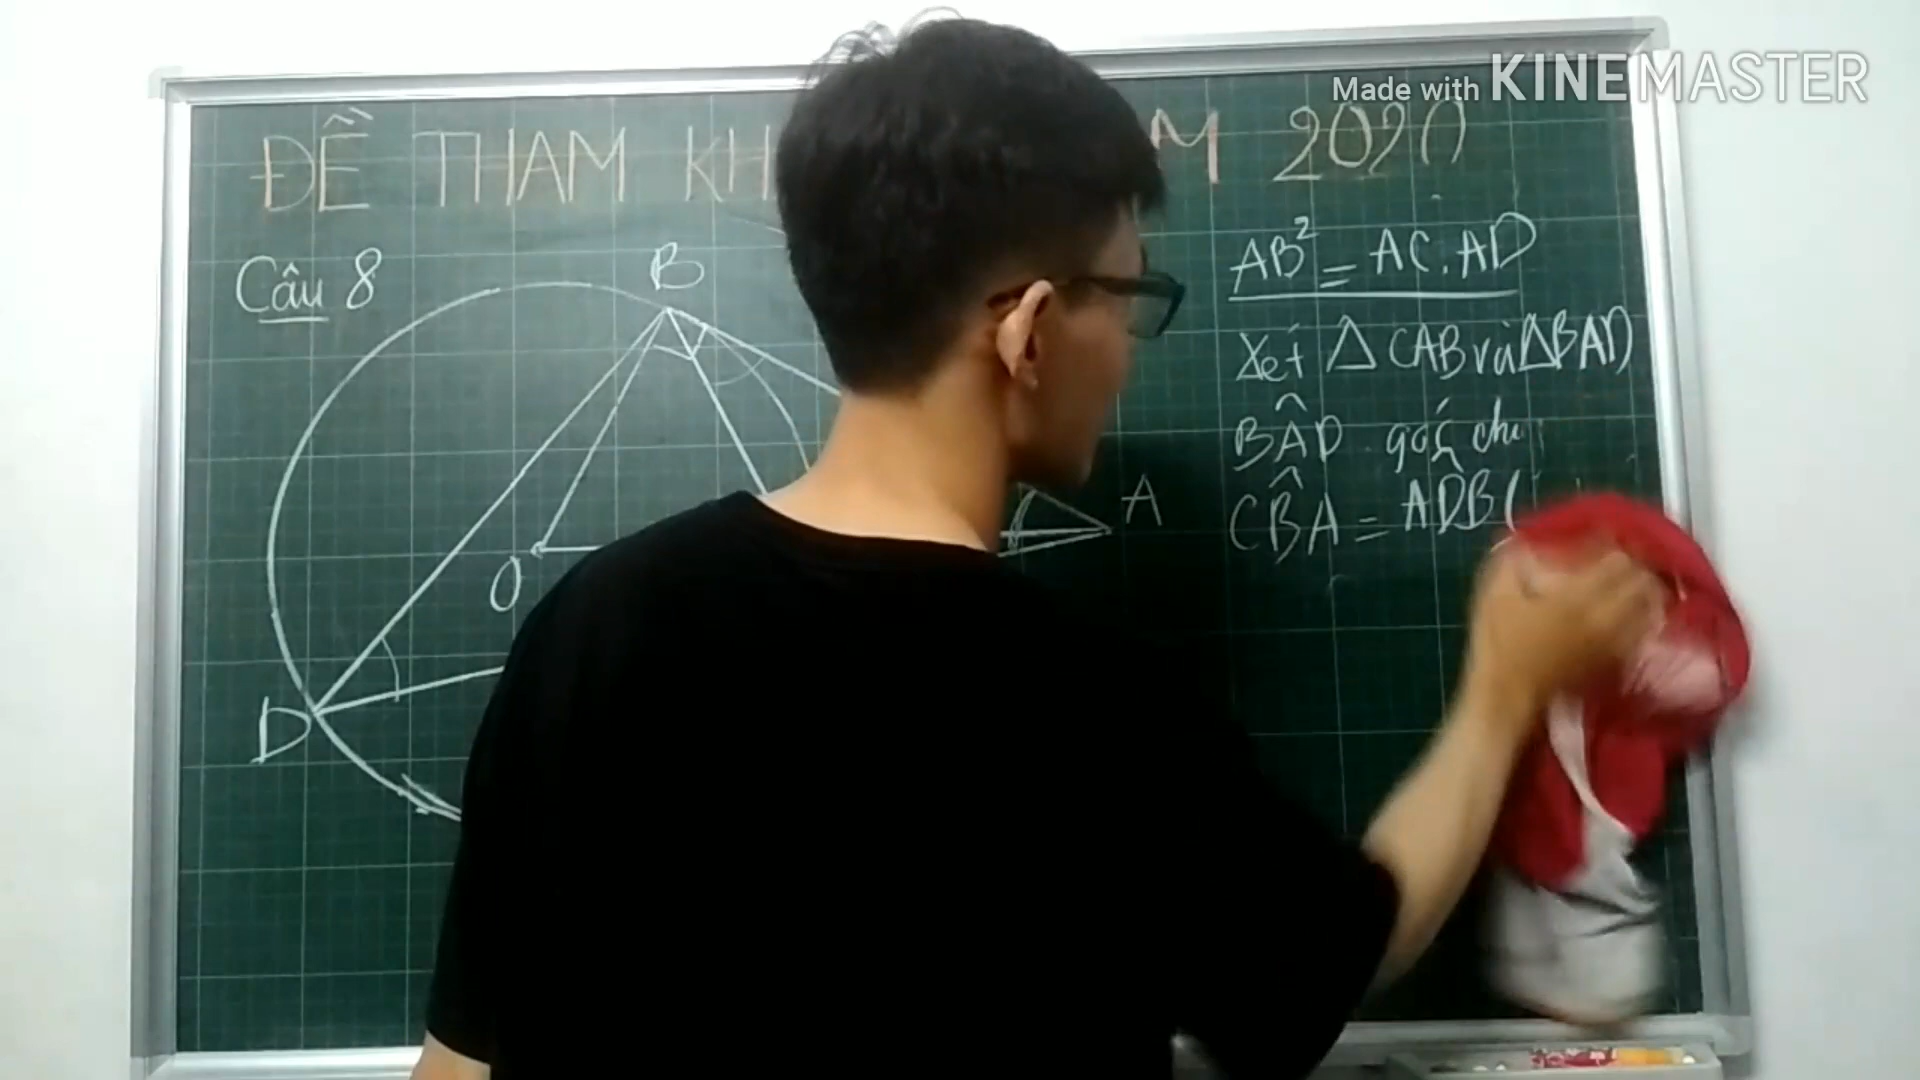 Made with KINEMASTER
ĐỀ THAM KH M 2020
Câu 8
B
O
D
A
AB² = AC.AD
Xét △ CAB và △BAD
BÂD góc chu
CB̂A = AD̂B (